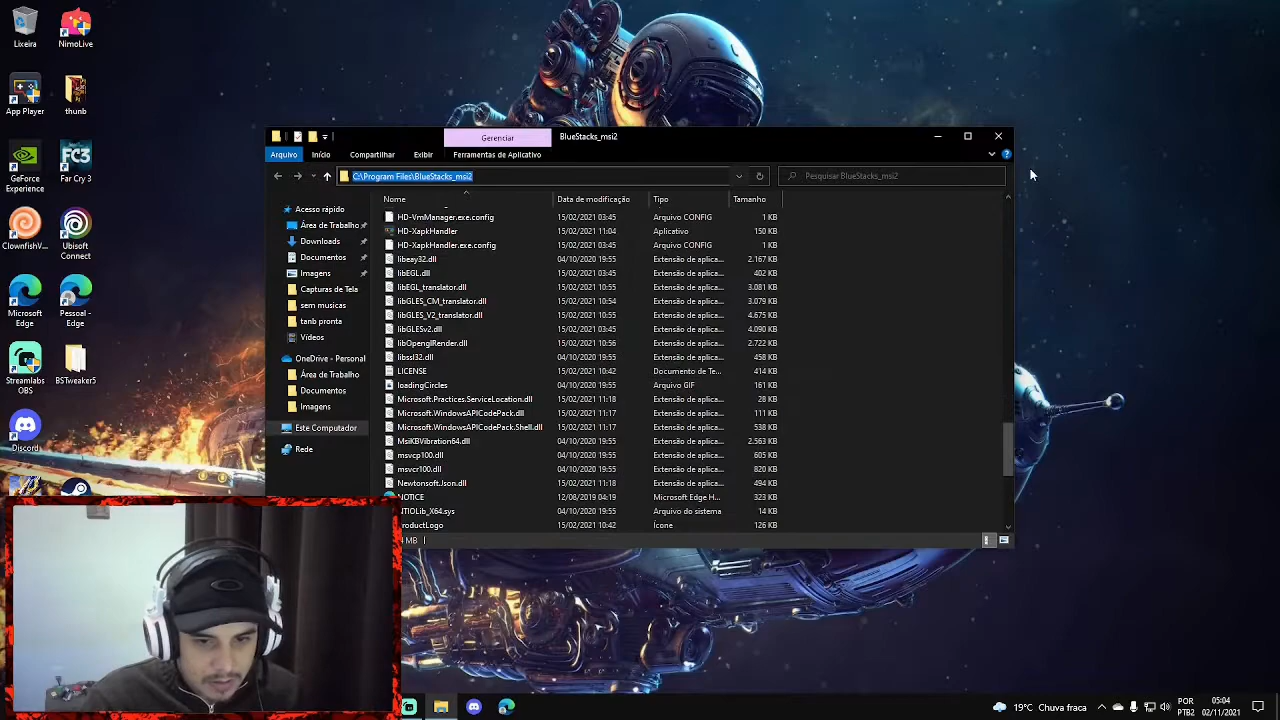 Lixeira
NimoLive
App Player
thunb
GeForce
Experience
FC3
Far Cry 3
ClownfishV...
Ubisoft
Connect
Microsoft
Edge
Pessoal -
Edge
Streamlabs
OBS
BSTweaker5
Discord
Gerenciar
BlueStacks_msi2
Arquivo
Início
Compartilhar
Exibir
Ferramentas de Aplicativo
C:\Program Files\BlueStacks_msi2
Pesquisar BlueStacks_msi2
Acesso rápido
Área de Trabalho
Downloads
Documentos
Imagens
Capturas de Tela
sem musicas
tanb pronta
Vídeos
OneDrive - Personal
Área de Trabalho
Documentos
Imagens
Este Computador
Rede
Nome Data de modificação Tipo Tamanho
HD-VmManager.exe.config 15/02/2021 03:45 Arquivo CONFIG 1 KB
HD-XapkHandler 15/02/2021 11:04 Aplicativo 150 KB
HD-XapkHandler.exe.config 15/02/2021 03:45 Arquivo CONFIG 1 KB
libeay32.dll 04/10/2020 19:55 Extensão de aplica... 2.167 KB
libEGL.dll 15/02/2021 03:45 Extensão de aplica... 402 KB
libEGL_translator.dll 15/02/2021 10:55 Extensão de aplica... 3.081 KB
libGLES_CM_translator.dll 15/02/2021 10:54 Extensão de aplica... 3.079 KB
libGLES_V2_translator.dll 15/02/2021 10:55 Extensão de aplica... 4.675 KB
libGLESv2.dll 15/02/2021 03:45 Extensão de aplica... 4.090 KB
libOpenglRender.dll 15/02/2021 10:56 Extensão de aplica... 2.722 KB
libssl32.dll 04/10/2020 19:55 Extensão de aplica... 458 KB
LICENSE 15/02/2021 10:42 Documento de Te... 414 KB
loadingCircles 04/10/2020 19:55 Arquivo GIF 161 KB
Microsoft.Practices.ServiceLocation.dll 15/02/2021 11:18 Extensão de aplica... 28 KB
Microsoft.WindowsAPICodePack.dll 15/02/2021 11:17 Extensão de aplica... 111 KB
Microsoft.WindowsAPICodePack.Shell.dll 15/02/2021 11:17 Extensão de aplica... 538 KB
MsiKBVibration64.dll 04/10/2020 19:55 Extensão de aplica... 2.563 KB
msvcp100.dll 04/10/2020 19:55 Extensão de aplica... 605 KB
msvcr100.dll 04/10/2020 19:55 Extensão de aplica... 820 KB
Newtonsoft.Json.dll 15/02/2021 11:18 Extensão de aplica... 494 KB
NOTICE 12/08/2019 04:19 Microsoft Edge H... 323 KB
TIOLib_X64.sys 04/10/2020 19:55 Arquivo do sistema 14 KB
roductLogo 15/02/2021 10:42 Ícone 126 KB
MB
19°C Chuva fraca
POR
PTB2
05:04
02/11/2021